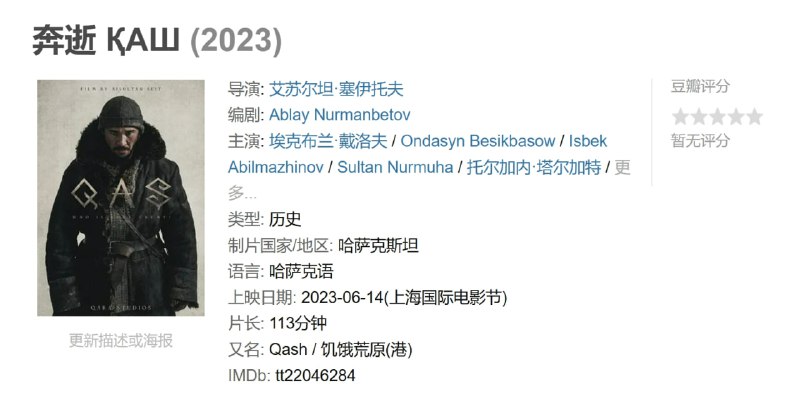 奔逝 ҚАШ (2023)
FILM BY AISULTAN SEIT
QAŞ
QARA STUDIOS
更新描述或海报
导演: 艾苏尔坦·塞伊托夫
编剧: Ablay Nurmanbetov
主演: 埃克布兰·戴洛夫 / Ondasyn Besikbasow / Isbek
Abilmazhinov / Sultan Nurmuha / 托尔加内·塔尔加特 / 更
多...
类型: 历史
制片国家/地区: 哈萨克斯坦
语言: 哈萨克语
上映日期: 2023-06-14(上海国际电影节)
片长: 113分钟
又名: Qash / 饥饿荒原(港)
IMDb: tt22046284
豆瓣评分
暂无评分